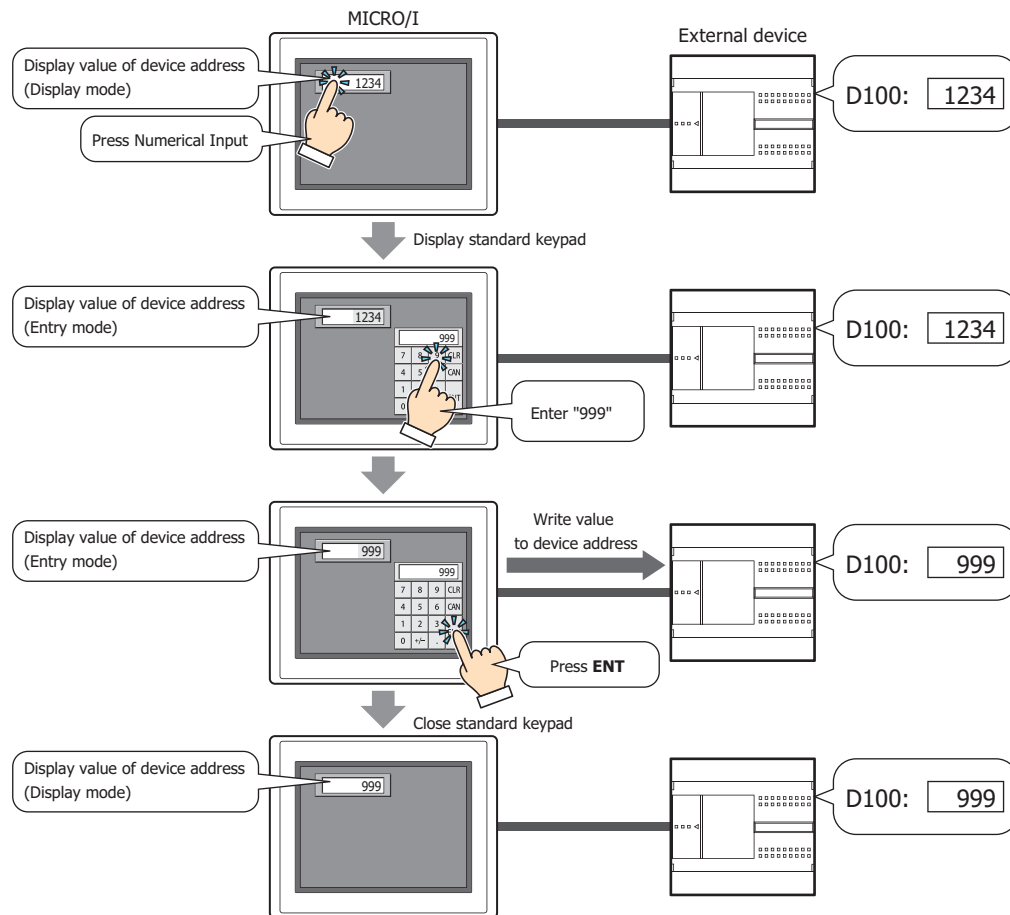 MICRO/I
External device
Display value of device address
(Display mode)
1234
D100: 1234
Press Numerical Input
Display standard keypad
Display value of device address
(Entry mode)
1234
D100: 1234
999
7 8 9 CLR
4 5 CAN
1
0
Enter "999"
Write value
to device address
Display value of device address
(Entry mode)
999
D100: 999
999
7 8 9 CLR
4 5 6 CAN
1 2 3
0 +/- .
Press ENT
Close standard keypad
Display value of device address
(Display mode)
999
D100: 999